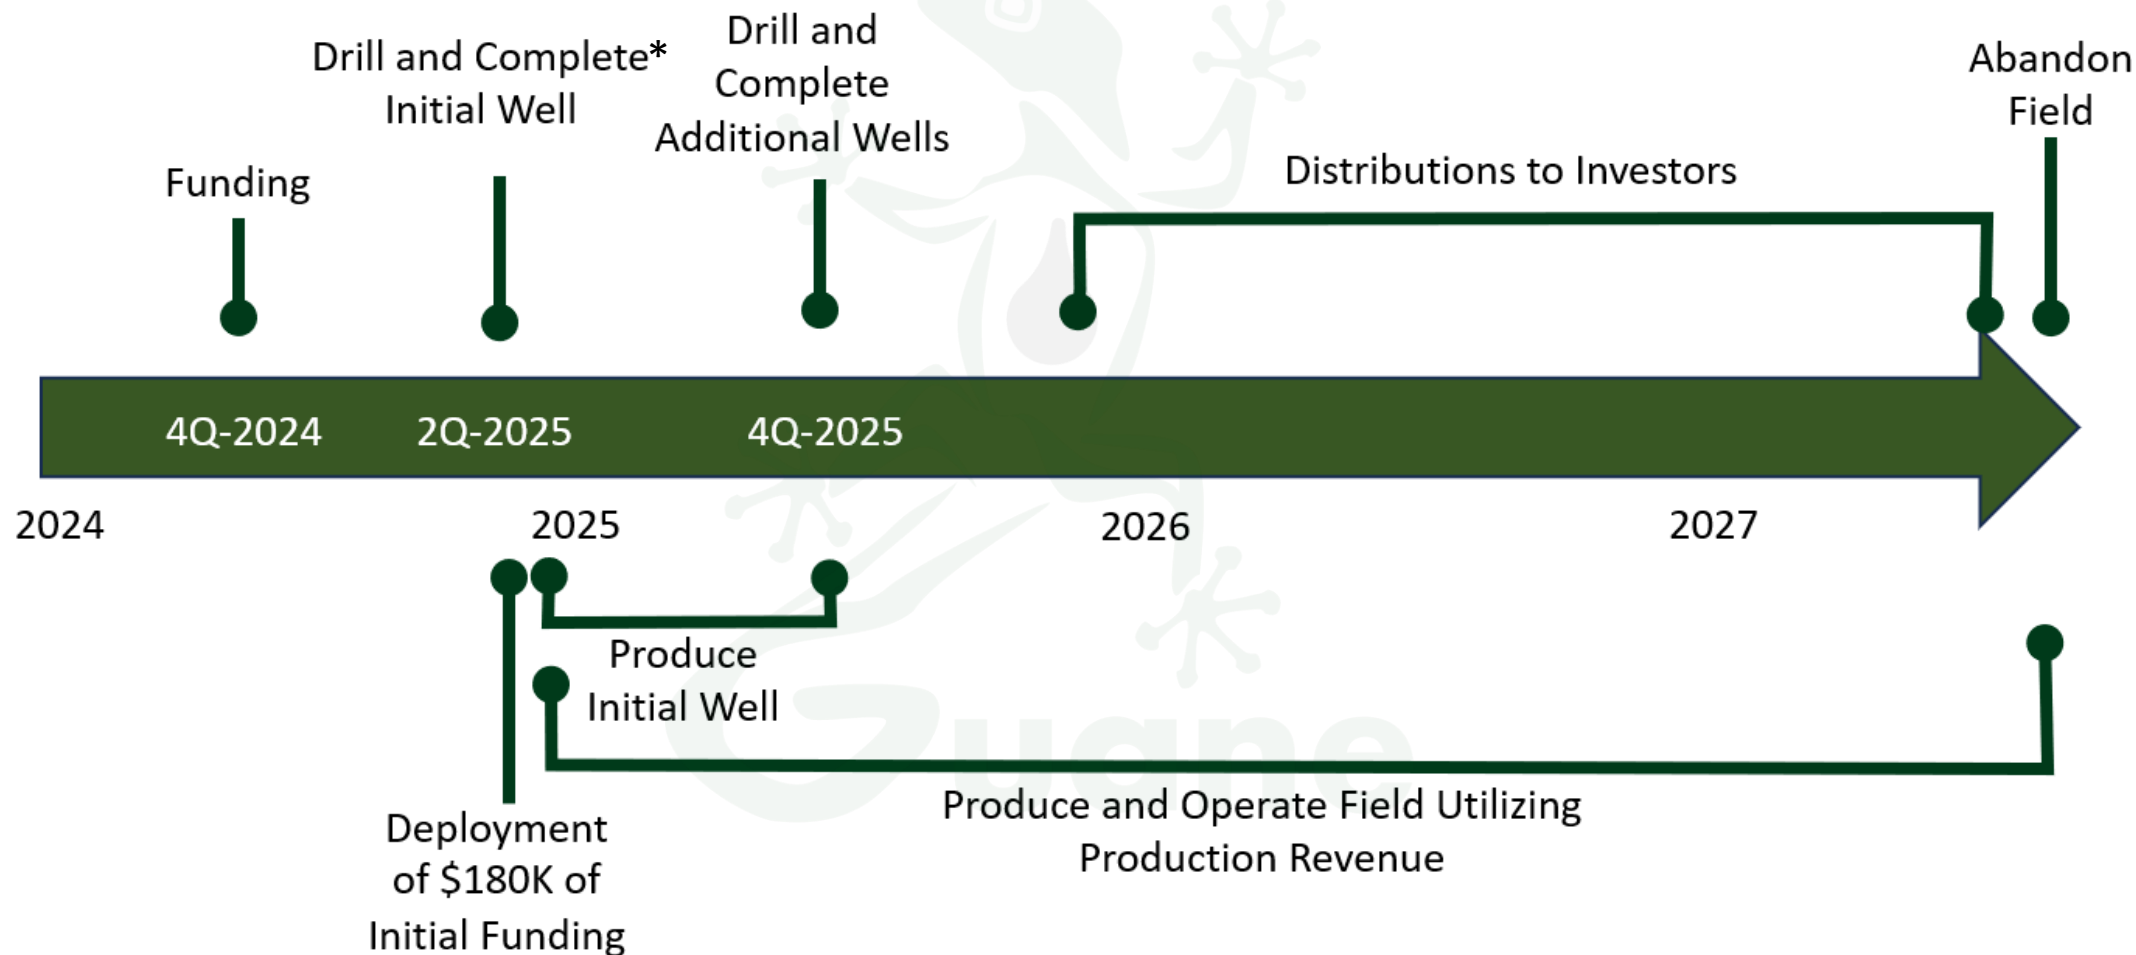 Funding
Drill and Complete*
Initial Well
Drill and
Complete
Additional Wells
Distributions to Investors
Abandon
Field
4Q-2024
2Q-2025
4Q-2025
2024
2025
2026
2027
Produce
Initial Well
Guane
Produce and Operate Field Utilizing
Production Revenue
Deployment
of $180K of
Initial Funding